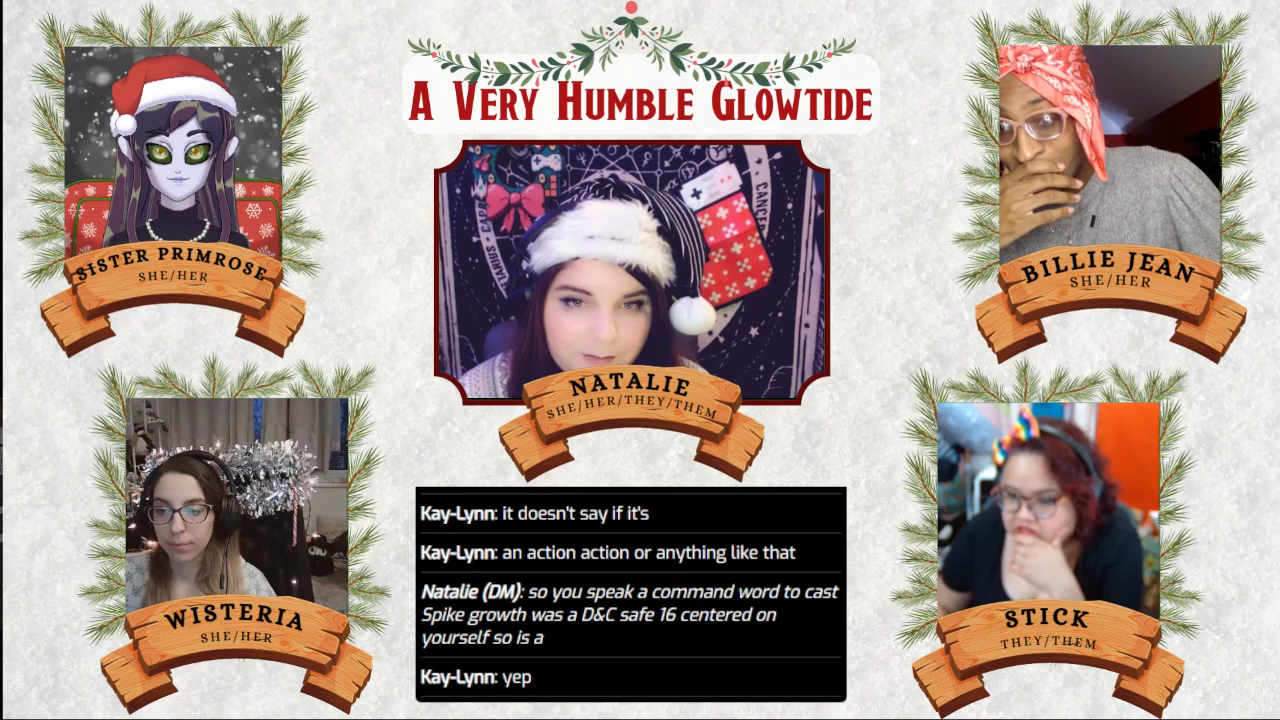 A Very Humble Glowtide
Sister Primrose
she/her
Billie Jean
she/her
CANCER
Natalie
she/her/they/them
Wisteria
she/her
Stick
they/them
Kay-Lynn: it doesn't say if it's
Kay-Lynn: an action action or anything like that
Natalie (DM): so you speak a command word to cast
Spike growth was a D&C safe 16 centered on
yourself so is a
Kay-Lynn: yep